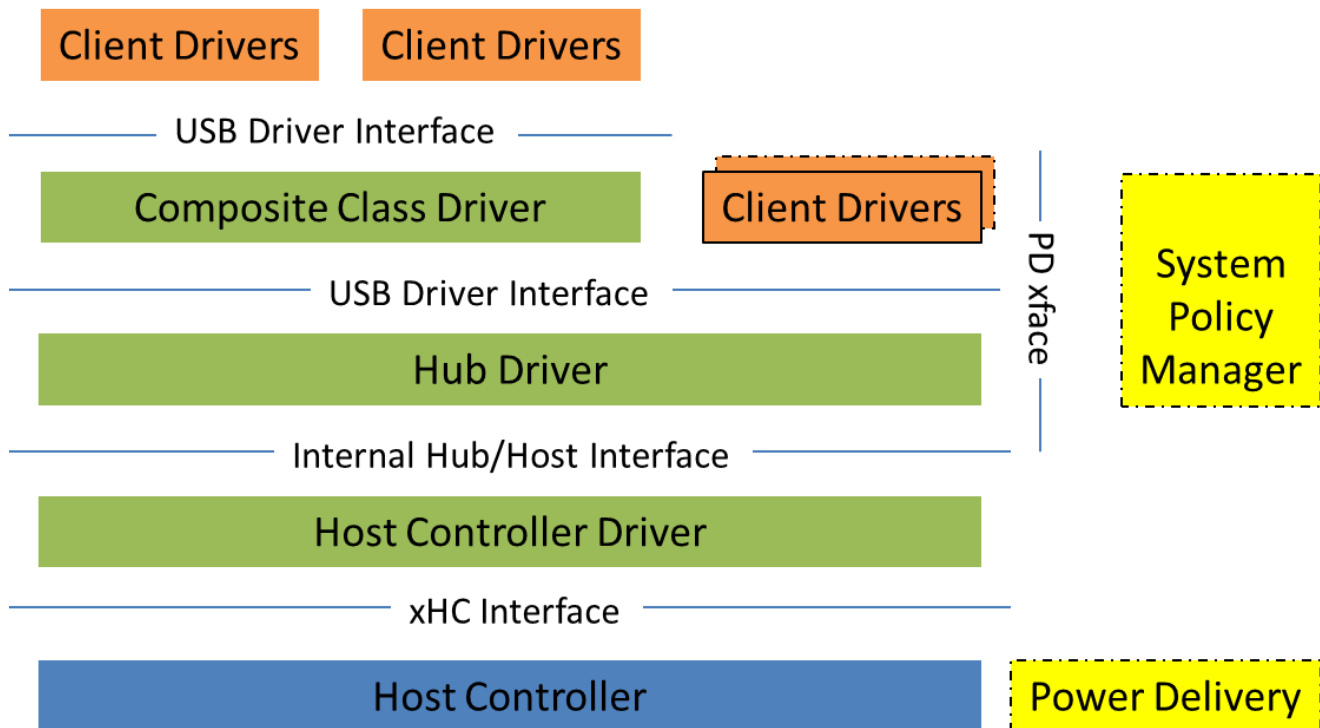 Client Drivers
Client Drivers
USB Driver Interface
Composite Class Driver
Client Drivers
USB Driver Interface
Hub Driver
PD xface
System
Policy
Manager
Internal Hub/Host Interface
Host Controller Driver
xHC Interface
Host Controller
Power Delivery